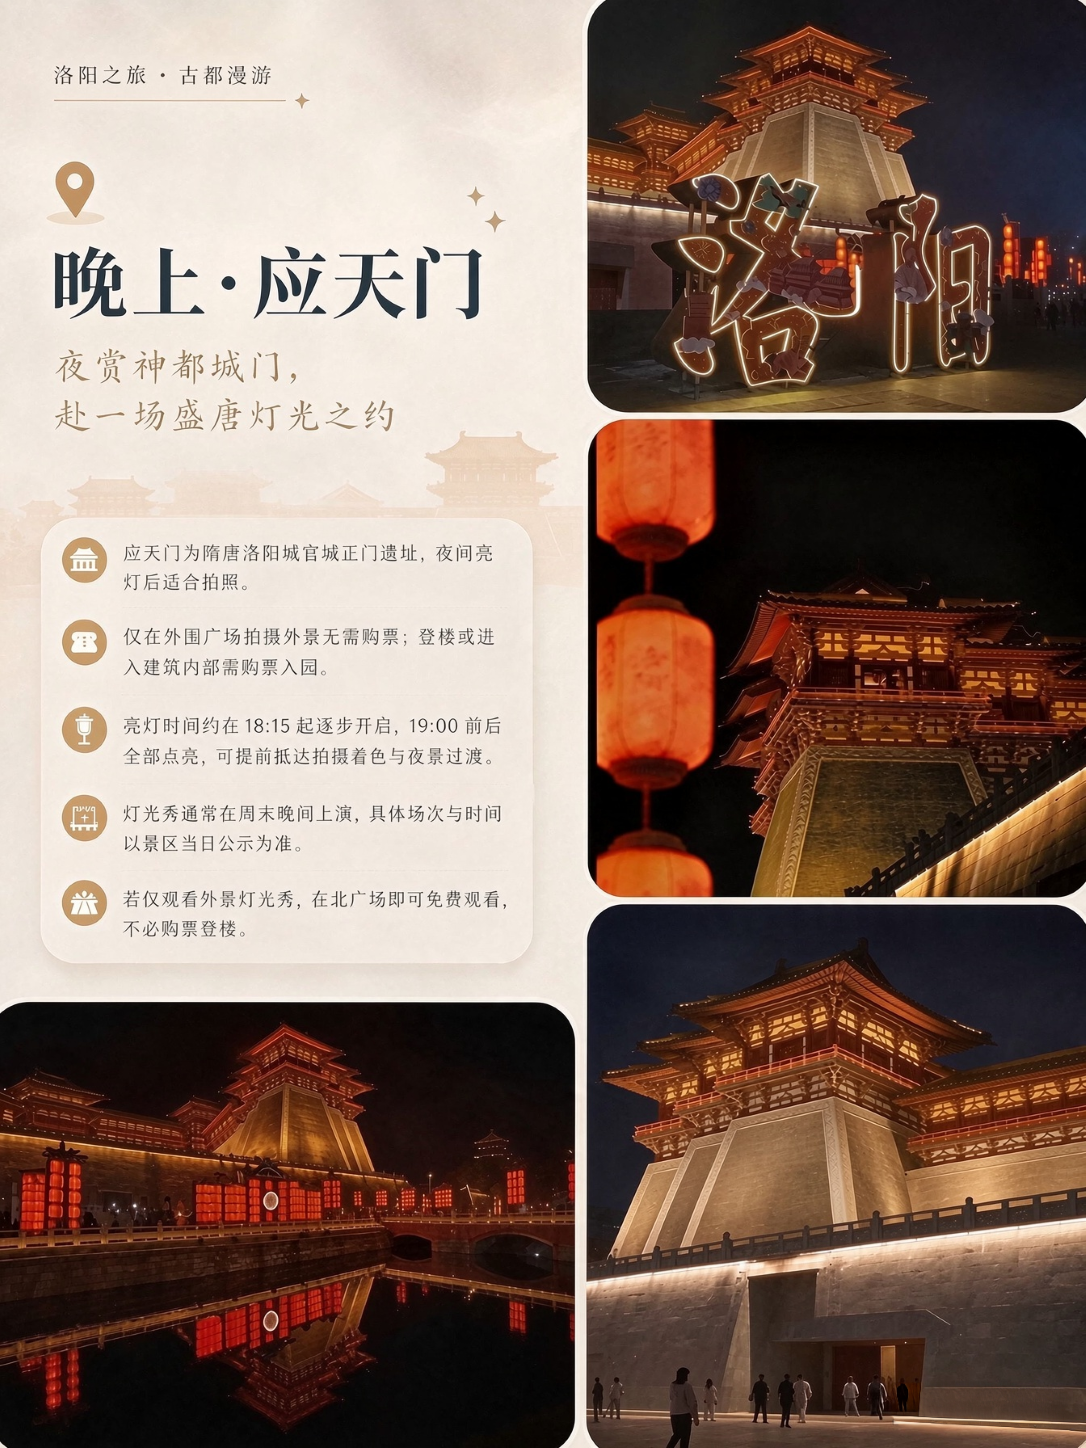 洛阳之旅 · 古都漫游
晚上·应天门
夜赏神都城门，
赴一场盛唐灯光之约
应天门为隋唐洛阳城官城正门遗址，夜间亮
灯后适合拍照。
仅在外围广场拍摄外景无需购票；登楼或进
入建筑内部需购票入园。
亮灯时间约在 18:15 起逐步开启，19:00 前后
全部点亮，可提前抵达拍摄着色与夜景过渡。
灯光秀通常在周末晚间上演，具体场次与时间
以景区当日公示为准。
若仅观看外景灯光秀，在北广场即可免费观看，
不必购票登楼。
洛阳